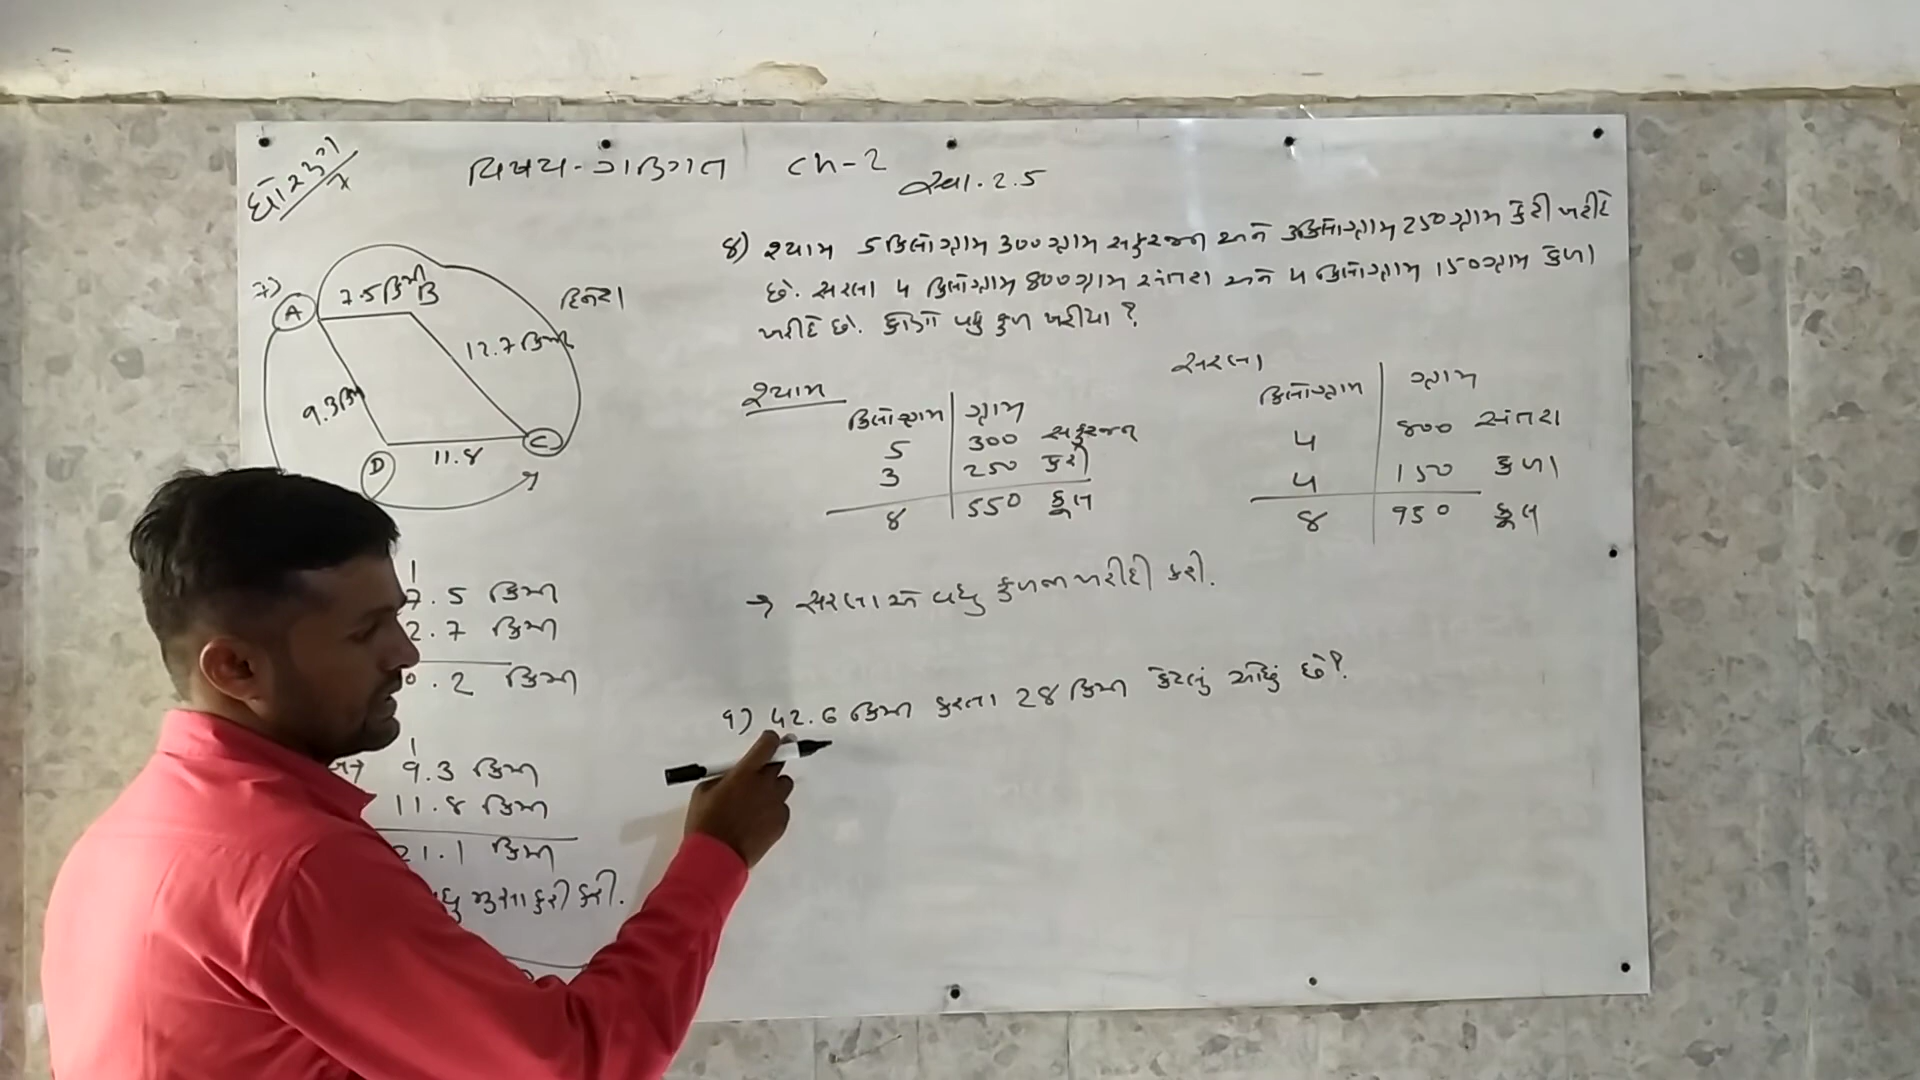 ધોરણ 7
વિષય - ગણિત Ch-2
સ્વા. 2.5
7)
A
7.5 કિમી B
દિનેશ
12.7 કિમી
9.3 કિમી
D
11.8
C
7.5 કિમી
2.7 કિમી
0.2 કિમી
9.3 કિમી
11.8 કિમી
21.1 કિમી
મુસાફરી કરી.
8) શ્યામ 5 કિલોગ્રામ 300 ગ્રામ સફરજન અને 3 કિલોગ્રામ 250 ગ્રામ કેરી ખરીદે
છે. સરલા 4 કિલોગ્રામ 800 ગ્રામ સંતરા અને 4 કિલોગ્રામ 150 ગ્રામ કેળા
ખરીદે છે. કોણે વધુ ફળ ખરીદ્યા ?
શ્યામ
કિલોગ્રામ ગ્રામ
5 300 સફરજન
3 250 કેરી
8 550 કુલ
સરલા
કિલોગ્રામ ગ્રામ
4 800 સંતરા
4 150 કેળા
8 950 કુલ
→ સરલાએ વધુ ફળની ખરીદી કરી.
9) 42.6 કિમી કરતા 28 કિમી કેટલું ઓછું છે?